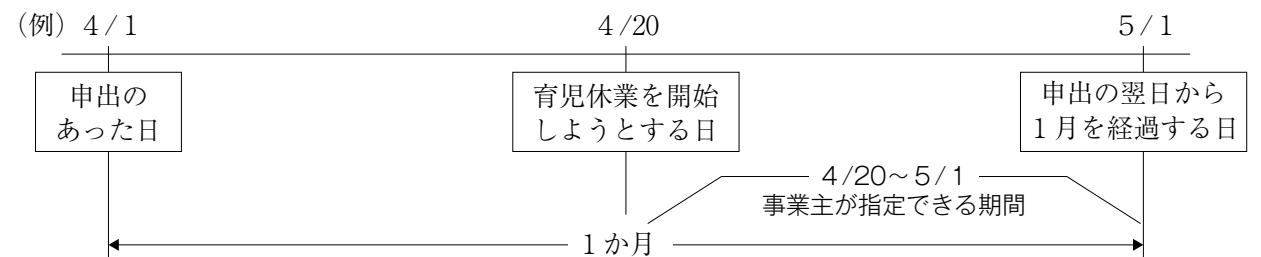 （例）4/1 4/20 5/1
申出の
あった日
育児休業を開始
しようとする日
申出の翌日から
１月を経過する日
4/20～5/1
事業主が指定できる期間
１か月